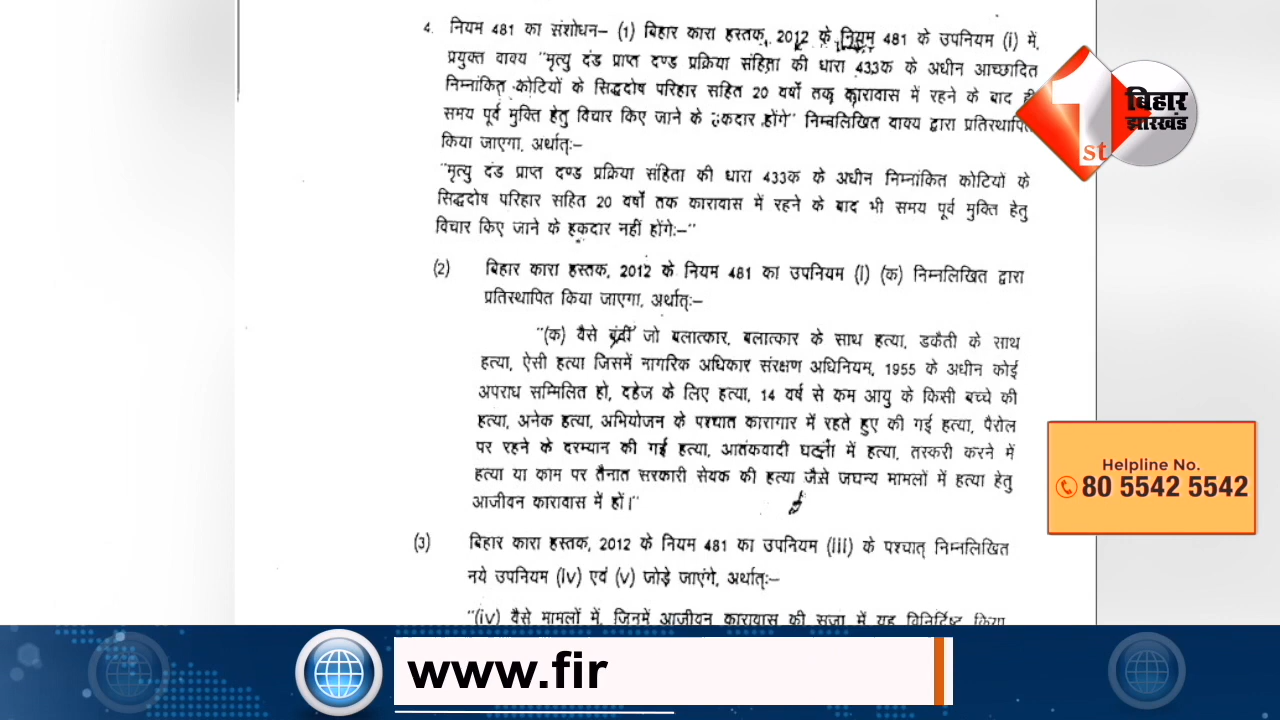 4. नियम 481 का संशोधन– (1) बिहार कारा हस्तक, 2012 के नियम 481 के उपनियम (i) में,
प्रयुक्त वाक्य "मृत्यु दंड प्राप्त दण्ड प्रक्रिया संहिता की धारा 433क के अधीन आच्छादित
निम्नांकित कोटियों के सिद्धदोष परिहार सहित 20 वर्षों तक कारावास में रहने के बाद ही
समय पूर्व मुक्ति हेतु विचार किए जाने के हकदार होंगे" निम्नलिखित वाक्य द्वारा प्रतिस्थापित
किया जाएगा, अर्थात्ः–
"मृत्यु दंड प्राप्त दण्ड प्रक्रिया संहिता की धारा 433क के अधीन निम्नांकित कोटियों के
सिद्धदोष परिहार सहित 20 वर्षों तक कारावास में रहने के बाद भी समय पूर्व मुक्ति हेतु
विचार किए जाने के हकदार नहीं होंगेः–"
(2) बिहार कारा हस्तक, 2012 के नियम 481 का उपनियम (i) (क) निम्नलिखित द्वारा
प्रतिस्थापित किया जाएगा, अर्थात्ः–
"(क) वैसे बंदी जो बलात्कार, बलात्कार के साथ हत्या, डकैती के साथ
हत्या, ऐसी हत्या जिसमें नागरिक अधिकार संरक्षण अधिनियम, 1955 के अधीन कोई
अपराध सम्मिलित हो, दहेज के लिए हत्या, 14 वर्ष से कम आयु के किसी बच्चे की
हत्या, अनेक हत्या, अभियोजन के पश्चात कारागार में रहते हुए की गई हत्या, पैरोल
पर रहने के दरम्यान की गई हत्या, आतंकवादी घटना में हत्या, तस्करी करने में
हत्या या काम पर तैनात सरकारी सेवक की हत्या जैसे जघन्य मामलों में हत्या हेतु
आजीवन कारावास में हों।"
(3) बिहार कारा हस्तक, 2012 के नियम 481 का उपनियम (iii) के पश्चात् निम्नलिखित
नये उपनियम (iv) एवं (v) जोड़े जाएंगे, अर्थात्ः–
"(iv) वैसे मामलों में, जिनमें आजीवन कारावास की सजा में यह विनिर्दिष्ट किया
1st बिहार झारखंड
Helpline No.
80 5542 5542
www.fir